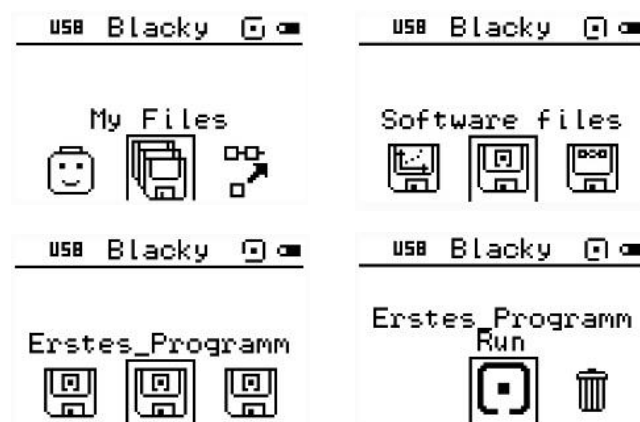 USB Blacky
My Files
USB Blacky
Software files
USB Blacky
Erstes_Programm
USB Blacky
Erstes_Programm
Run